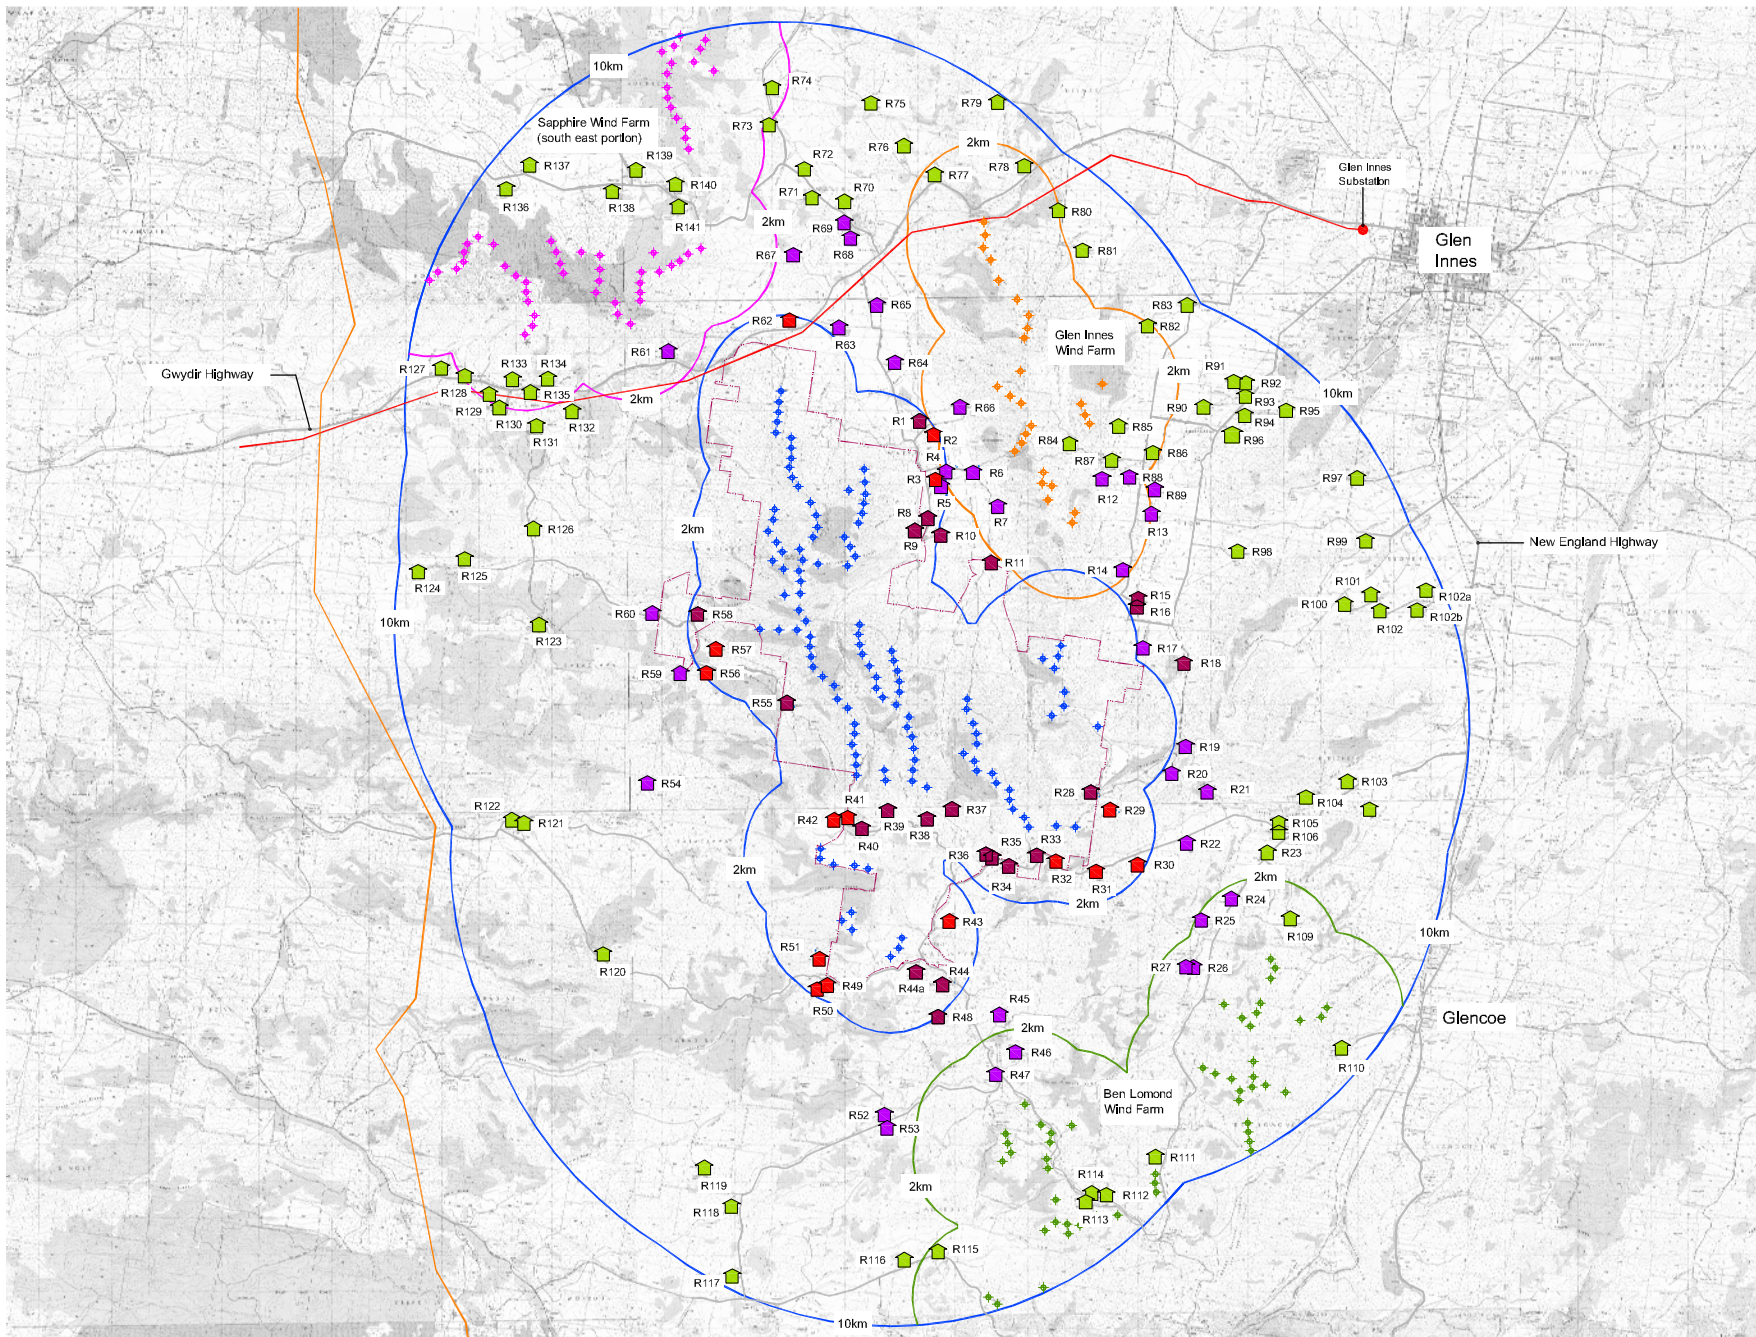 10km
R74
R75
R79
Sapphire Wind Farm
(south east portion)
R73
2km
R76
R72
R139
R137
R78
Glen Innes
Substation
R77
R140
R136
R138
R71
R70
R141
2km
R69
R80
R67
R68
R81
Glen
Innes
R65
R83
R62
R82
R63
Glen Innes
Wind Farm
R61
R64
R127
R133
R134
R91
2km
Gwydir Highway
R128
R135
2km
R92
10km
R129
R66
R90
R93
R95
R130
R132
R1
R94
R131
R2
R85
R96
R84
R4
R86
R87
R3
R6
R88
R97
R12
R89
R5
R8
R7
2km
R126
R13
R9
R10
R99
New England Highway
R98
R125
R11
R124
R14
R101
R102a
R15
R100
R16
R60
R58
R102
R102b
10km
R123
R57
R17
R18
R59
R56
R55
R19
R54
R20
R103
R28
R21
R104
R122
R41
R37
R29
R42
R121
R39
R38
R105
R40
R106
R35
R33
R22
R36
R23
2km
R34
R32
R30
R31
2km
R24
2km
R43
R25
R109
10km
R51
R120
R27
R26
R44
R49
R44a
R50
R45
R48
Glencoe
2km
R46
R110
R47
Ben Lomond
Wind Farm
R52
R53
R111
R119
R114
2km
R112
R118
R113
R115
R116
R117
10km